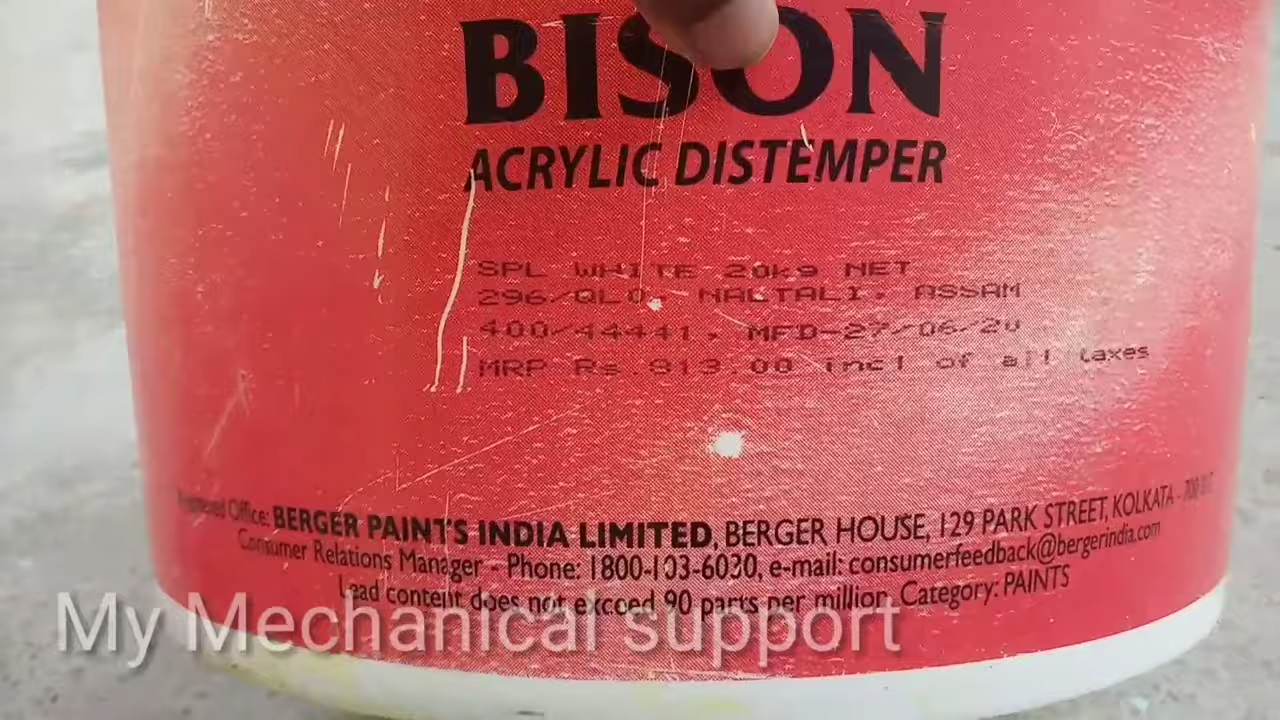 BISON
ACRYLIC DISTEMPER
SPL WHITE 20kg NET
NALTALI, ASSAM
400/44441, MFD-27/06/20
MRP Rs.913.00 incl of all taxes
Office: BERGER PAINTS INDIA LIMITED, BERGER HOUSE, 129 PARK STREET, KOLKATA -
Consumer Relations Manager - Phone: 1800-103-6030, e-mail: consumerfeedback@bergerindia.com
Lead content does not exceed 90 parts per million, Category: PAINTS
My Mechanical support